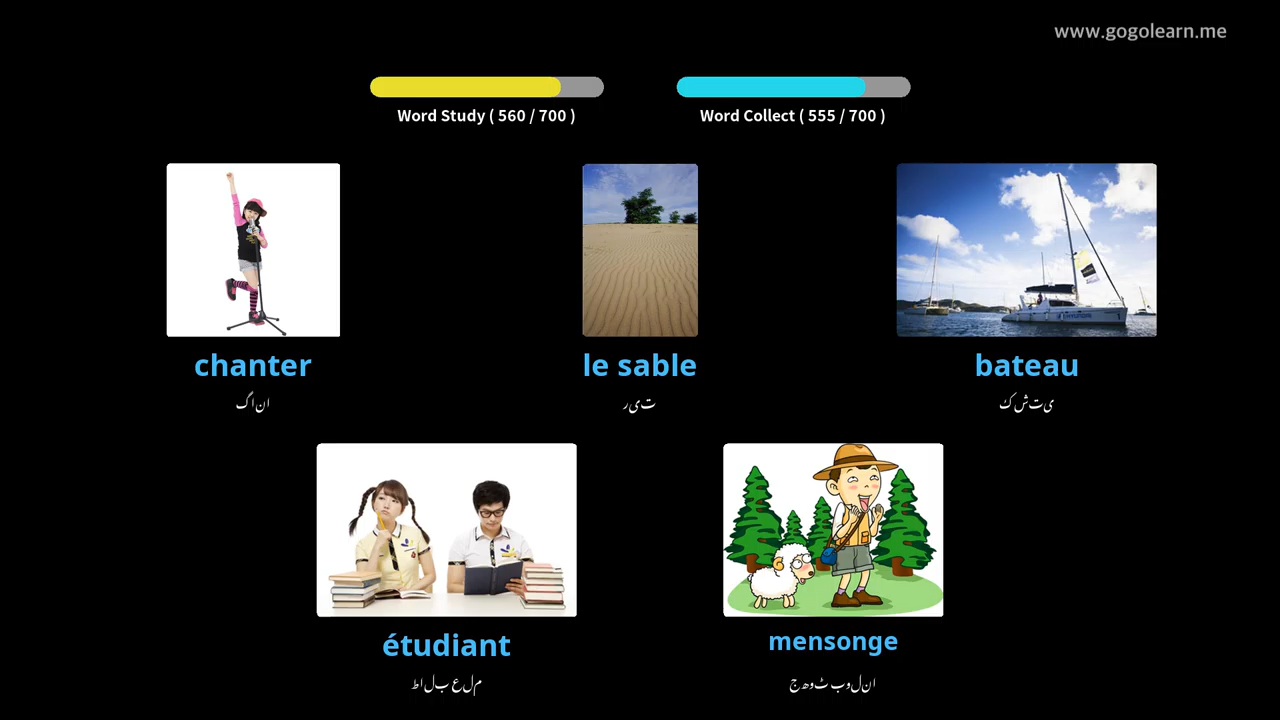 www.gogolearn.me
Word Study ( 560 / 700 )
Word Collect ( 555 / 700 )
chanter
گانا
le sable
ریت
bateau
کشتی
étudiant
طالب علم
mensonge
جھوٹ بولنا